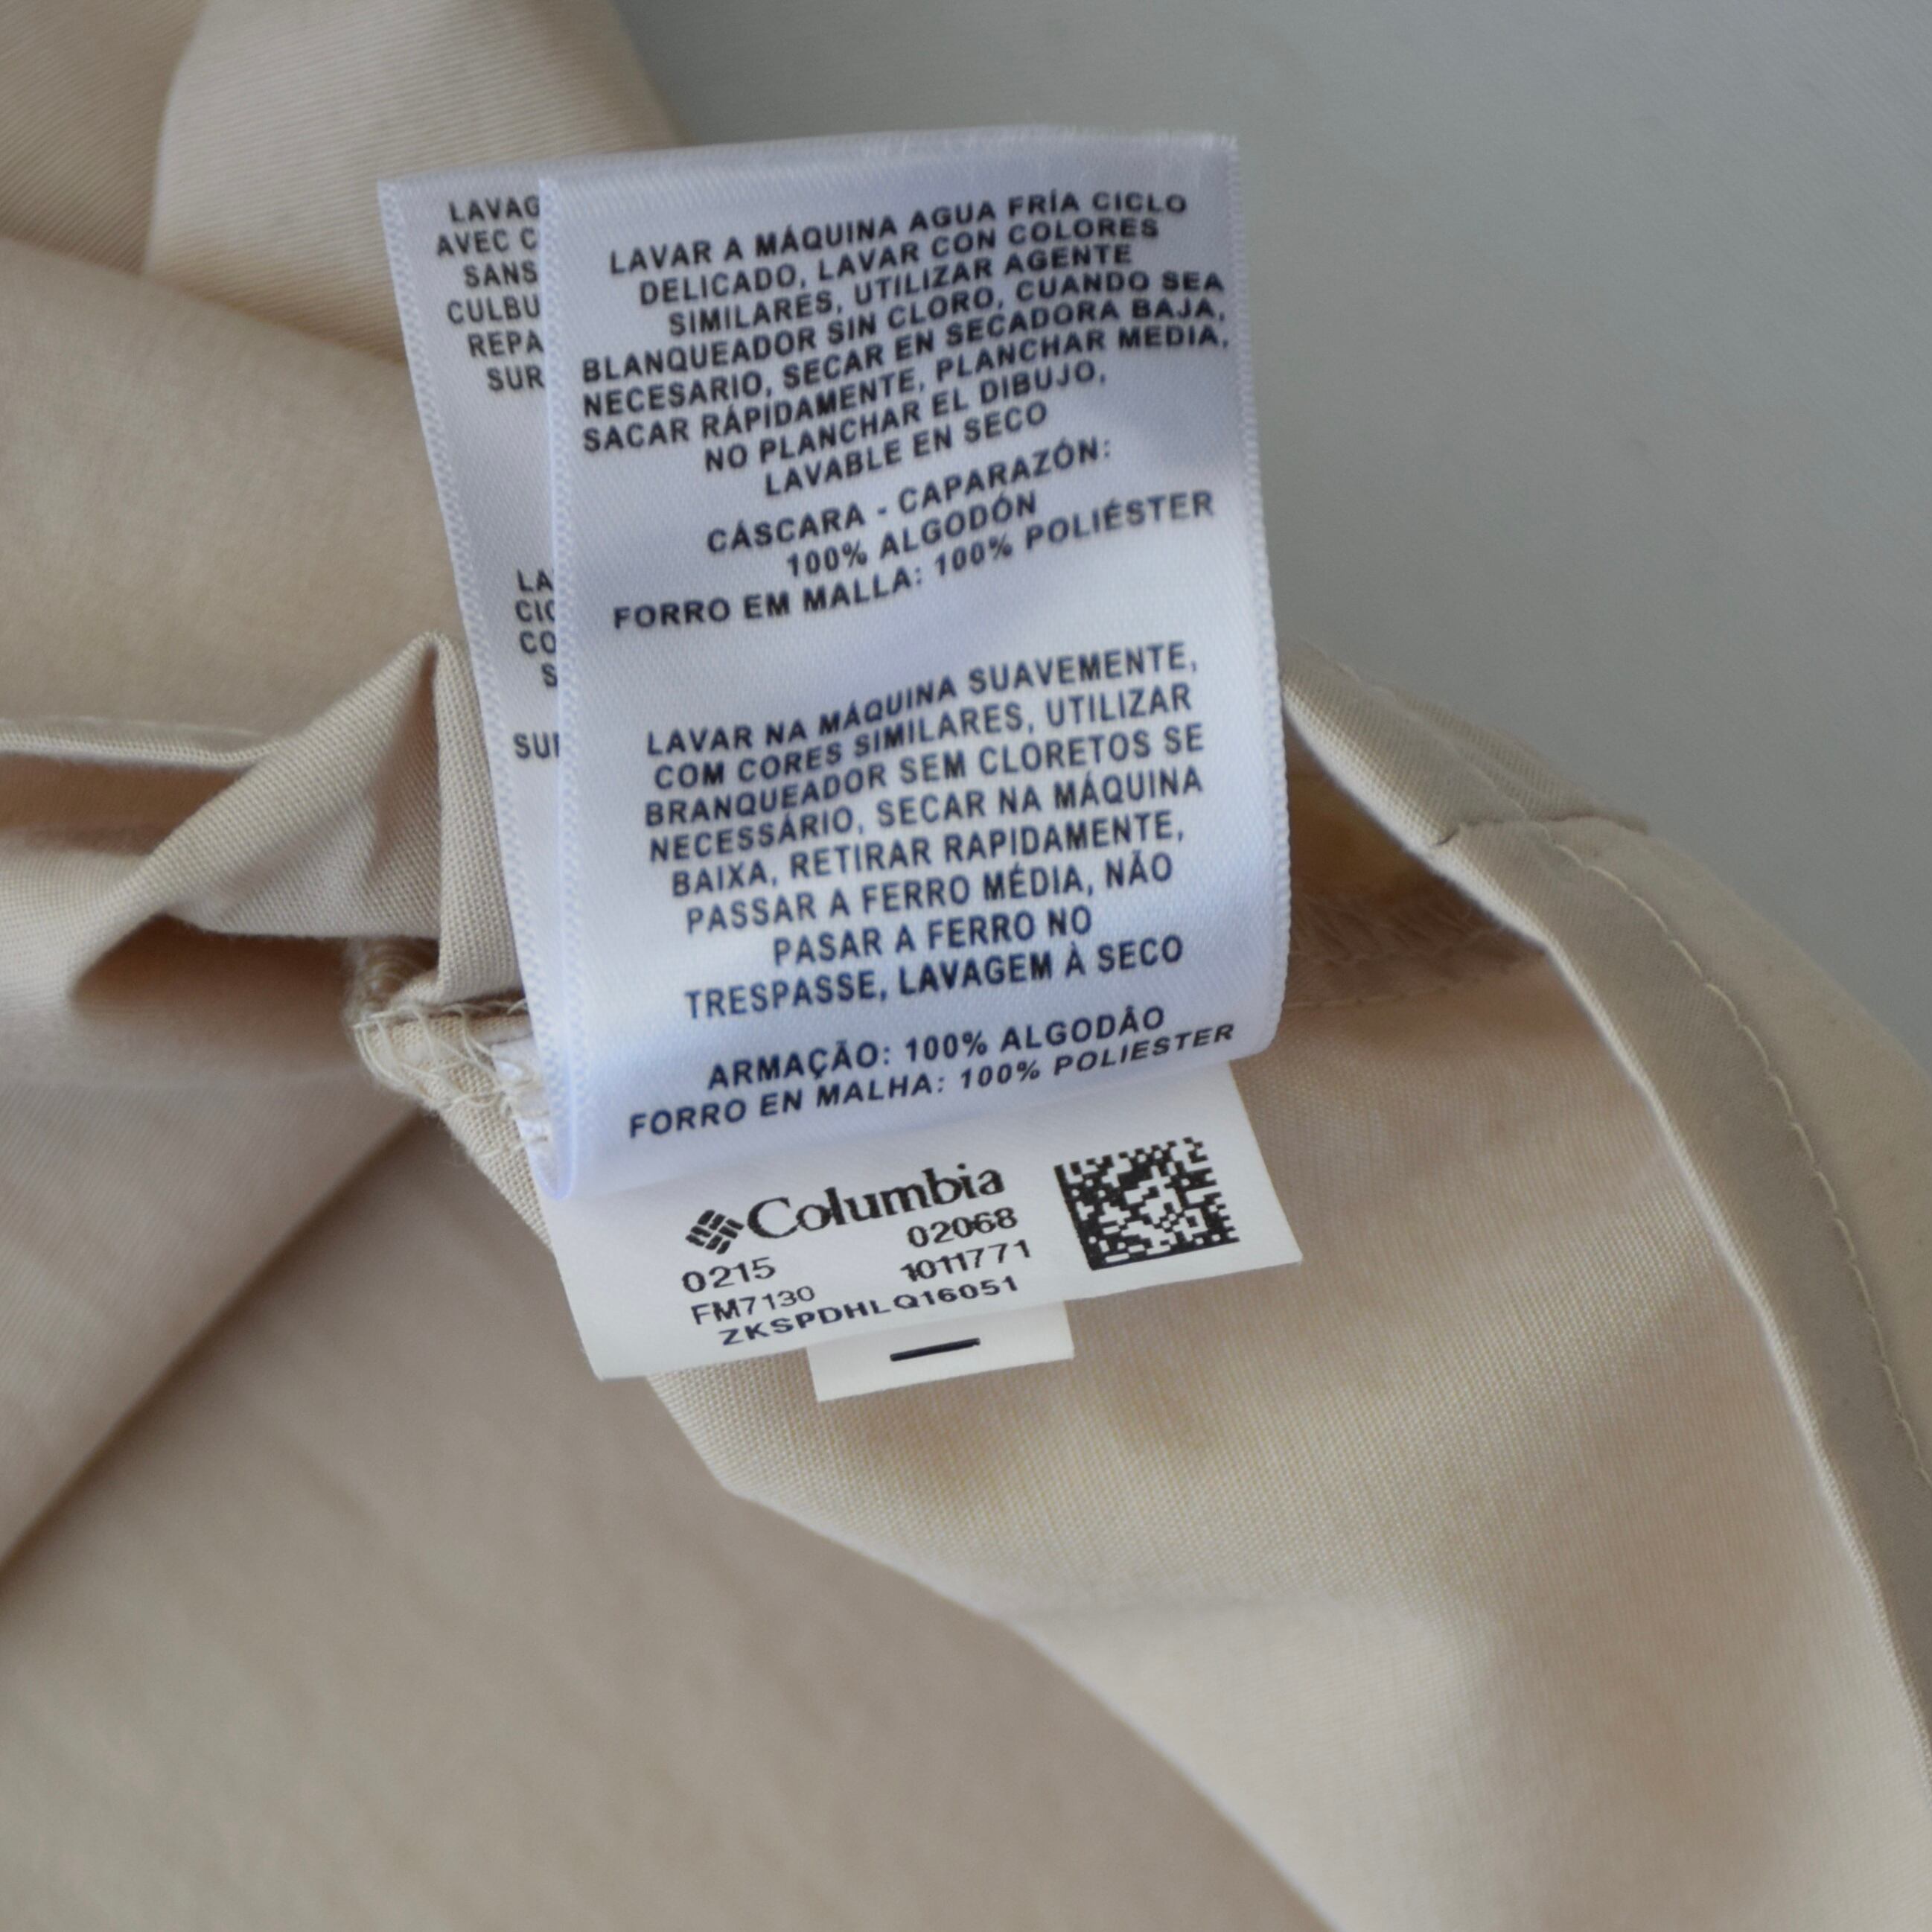 LAVAG
AVEC C
SANS
CULBU
REPA
SUR
LA
CIC
CO
S
SUR
LAVAR A MÁQUINA AGUA FRÍA CICLO
DELICADO, LAVAR CON COLORES
SIMILARES, UTILIZAR AGENTE
BLANQUEADOR SIN CLORO, CUANDO SEA
NECESARIO, SECAR EN SECADORA BAJA,
SACAR RÁPIDAMENTE, PLANCHAR MEDIA,
NO PLANCHAR EL DIBUJO,
LAVABLE EN SECO
CÁSCARA - CAPARAZÓN:
100% ALGODÓN
FORRO EM MALLA: 100% POLIÉSTER
LAVAR NA MÁQUINA SUAVEMENTE,
COM CORES SIMILARES, UTILIZAR
BRANQUEADOR SEM CLORETOS SE
NECESSÁRIO, SECAR NA MÁQUINA
BAIXA, RETIRAR RAPIDAMENTE,
PASSAR A FERRO MÉDIA, NÃO
PASAR A FERRO NO
TRESPASSE, LAVAGEM À SECO
ARMAÇÃO: 100% ALGODÃO
FORRO EN MALHA: 100% POLIESTER
Columbia
0215 02068
FM7130 1011771
ZKSPDHLQ16051